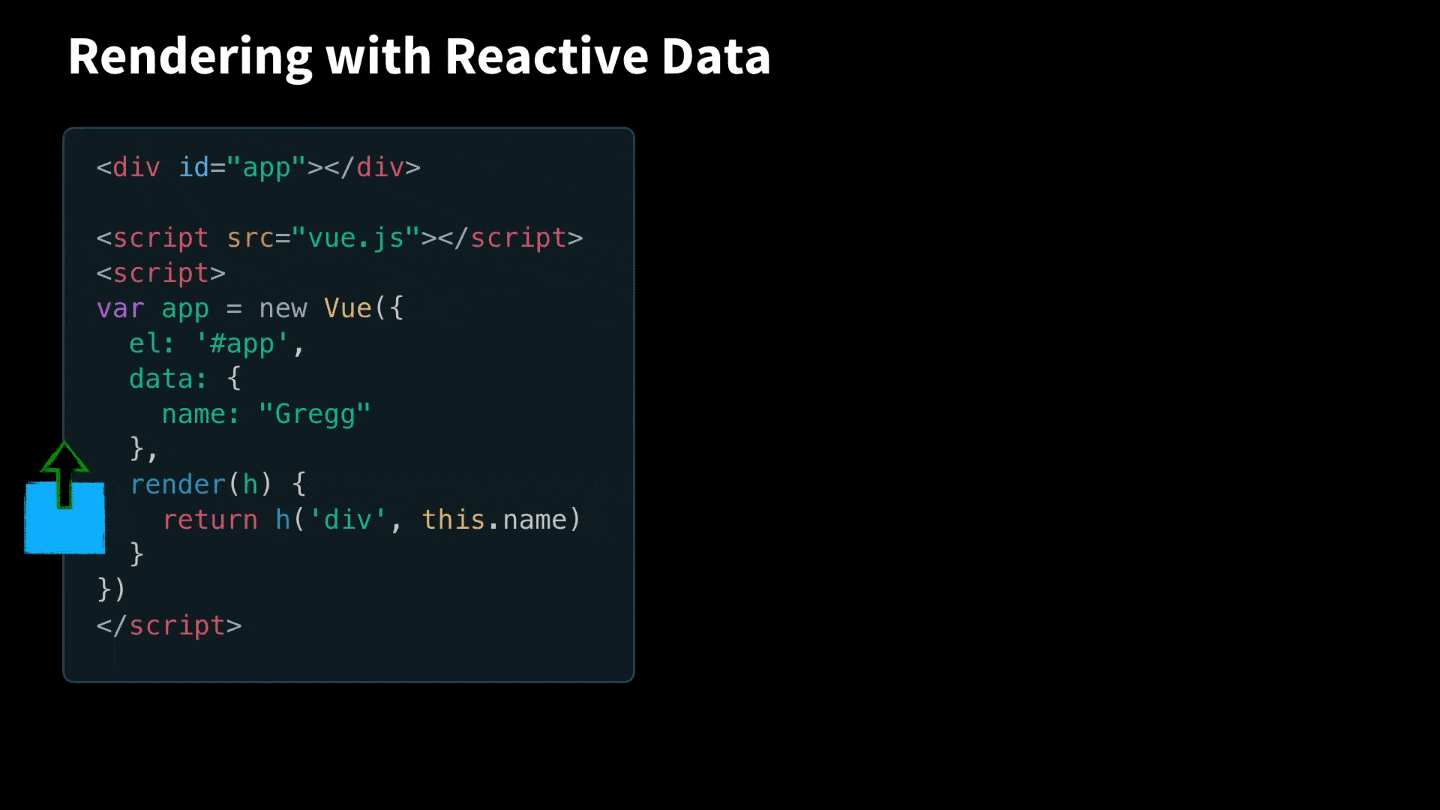 Rendering with Reactive Data
<div id="app"></div>
<script src="vue.js"></script>
<script>
var app = new Vue({
  el: '#app',
  data: {
    name: "Gregg"
  },
  render(h) {
    return h('div', this.name)
  }
})
</script>